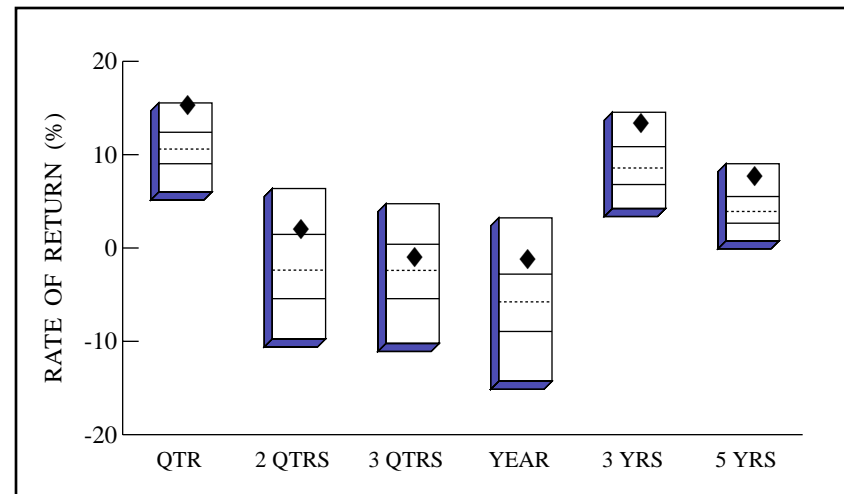 RATE OF RETURN (%)
20
10
0
-10
-20
QTR 2 QTRS 3 QTRS YEAR 3 YRS 5 YRS